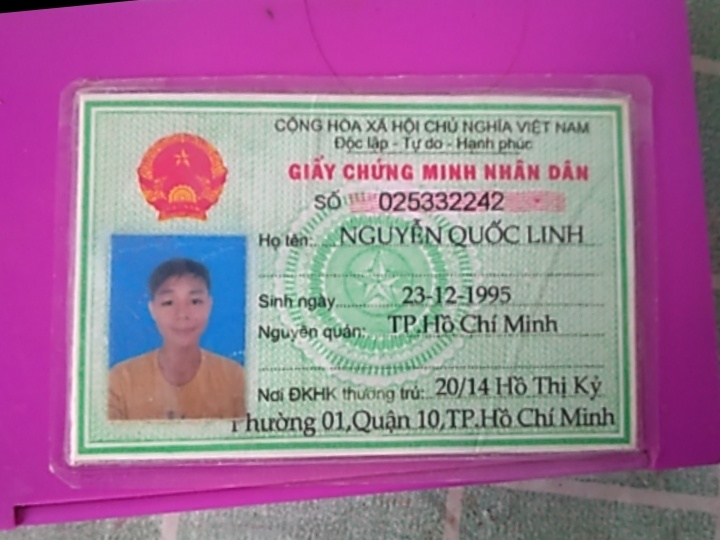 CỘNG HÒA XÃ HỘI CHỦ NGHĨA VIỆT NAM
Độc lập - Tự do - Hạnh phúc
GIẤY CHỨNG MINH NHÂN DÂN
SỐ 025332242
Họ tên: NGUYỄN QUỐC LINH
Sinh ngày 23-12-1995
Nguyên quán: TP.Hồ Chí Minh
Nơi ĐKHK thường trú: 20/14 Hồ Thị Kỷ
Phường 01,Quận 10,TP.Hồ Chí Minh